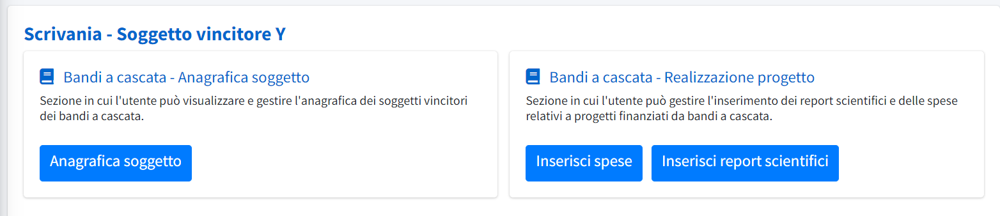 Scrivania - Soggetto vincitore Y
Bandi a cascata - Anagrafica soggetto
Sezione in cui l'utente può visualizzare e gestire l'anagrafica dei soggetti vincitori
dei bandi a cascata.
Anagrafica soggetto
Bandi a cascata - Realizzazione progetto
Sezione in cui l'utente può gestire l'inserimento dei report scientifici e delle spese
relativi a progetti finanziati da bandi a cascata.
Inserisci spese
Inserisci report scientifici